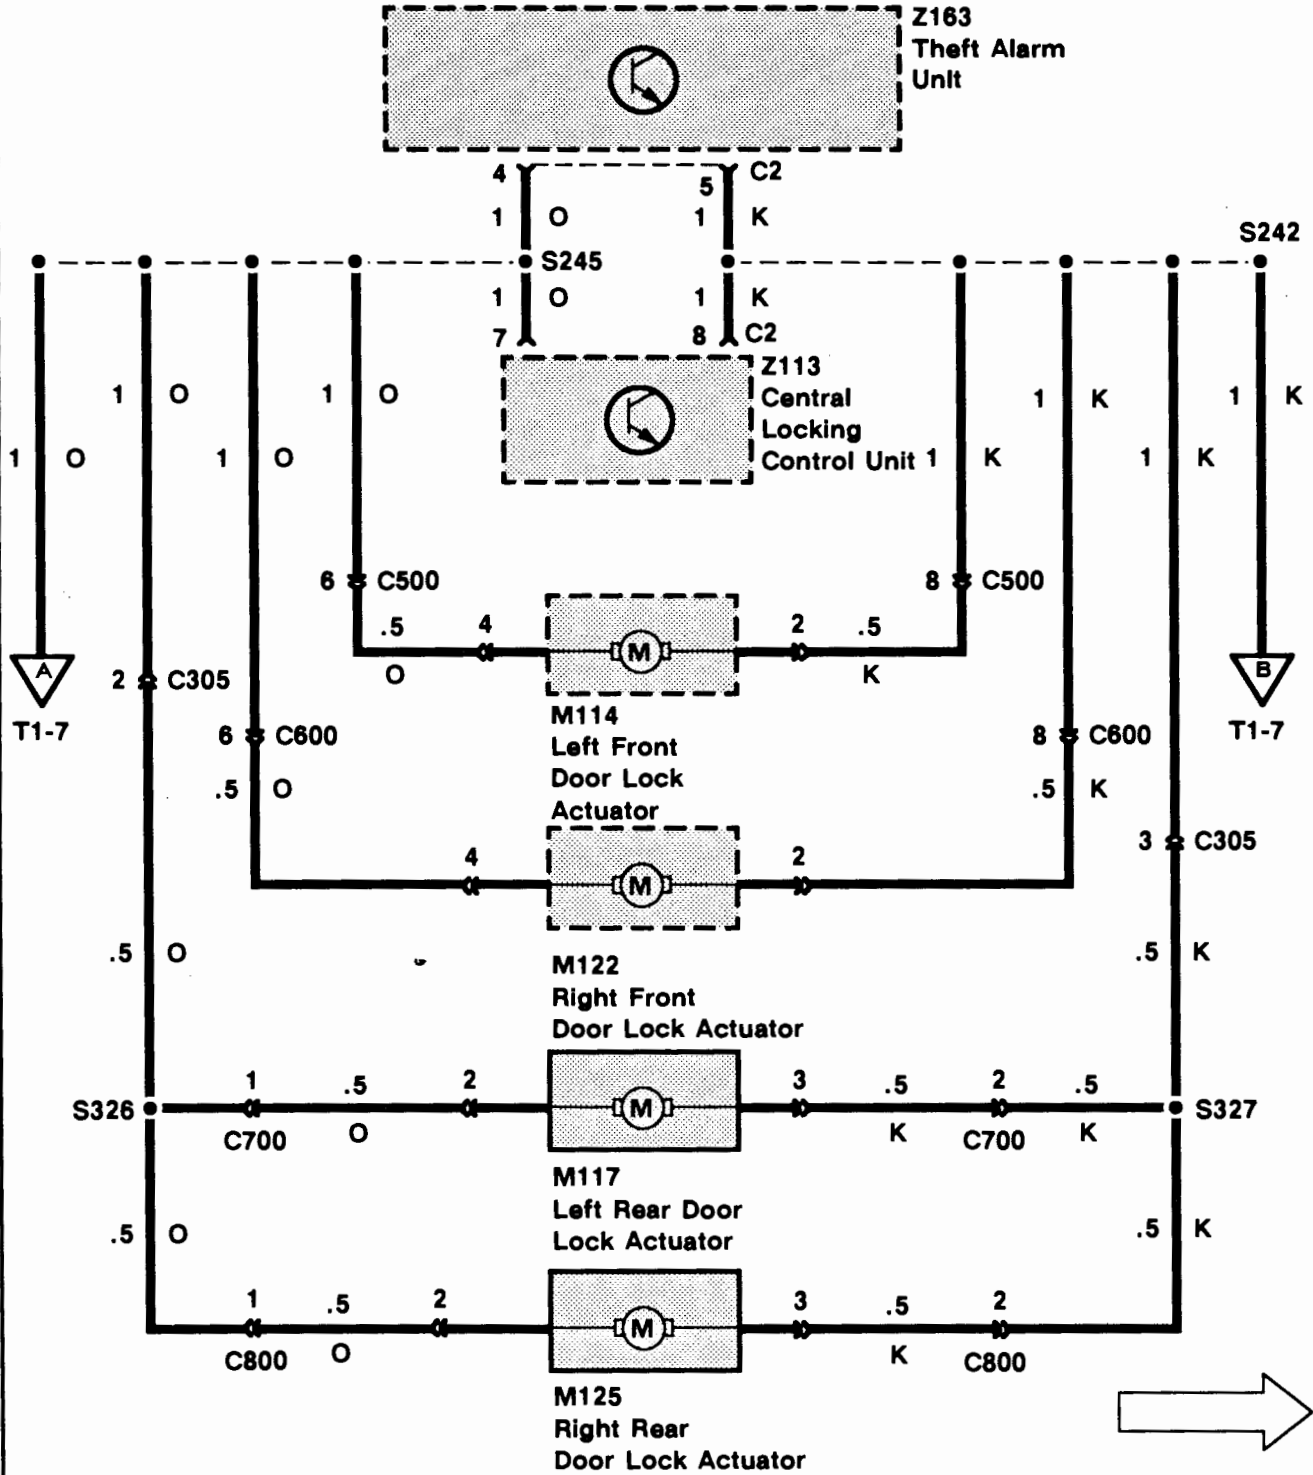 Z163
Theft Alarm
Unit
4
5
C2
1 O
1 K
S242
S245
1 O
1 K
7
8 C2
Z113
Central
Locking
Control Unit
1 O
1 O
1 K
1 K
1 O
1 O
1 K
1 K
6 C500
8 C500
.5
4
M
2
.5
O
K
A
T1-7
2 C305
B
T1-7
M114
Left Front
Door Lock
Actuator
6 C600
8 C600
.5 O
.5 K
3 C305
4
M
2
.5 O
.5 K
M122
Right Front
Door Lock Actuator
S326
1
.5
2
M
3
.5
2
.5
S327
C700
O
K
C700
K
M117
Left Rear Door
Lock Actuator
.5 O
.5 K
1
.5
2
M
3
.5
2
C800
O
K
C800
M125
Right Rear
Door Lock Actuator